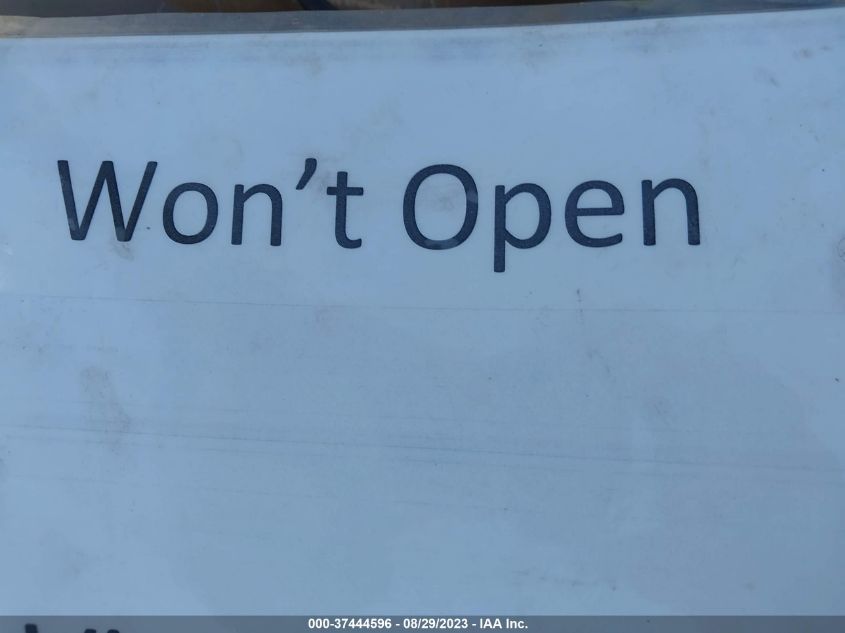 Won’t Open
000-37444596 - 08/29/2023 - IAA Inc.